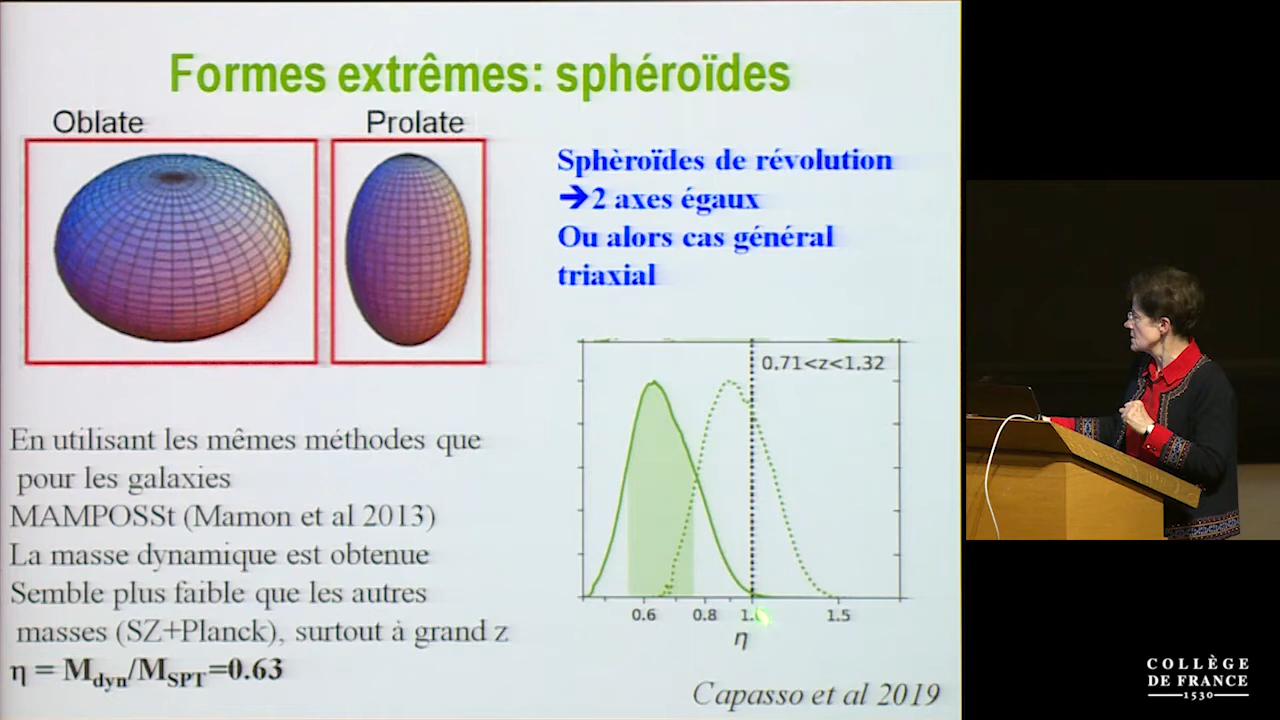 Formes extrêmes: sphéroïdes
Oblate
Prolate
Sphèroïdes de révolution
➔2 axes égaux
Ou alors cas général
triaxial
0.71<z<1.32
0.6 0.8 1.0 1.5
η
En utilisant les mêmes méthodes que
pour les galaxies
MAMPOSSt (Mamon et al 2013)
La masse dynamique est obtenue
Semble plus faible que les autres
masses (SZ+Planck), surtout à grand z
η = Mdyn/MSPT=0.63
Capasso et al 2019
COLLÈGE
DE FRANCE
1530